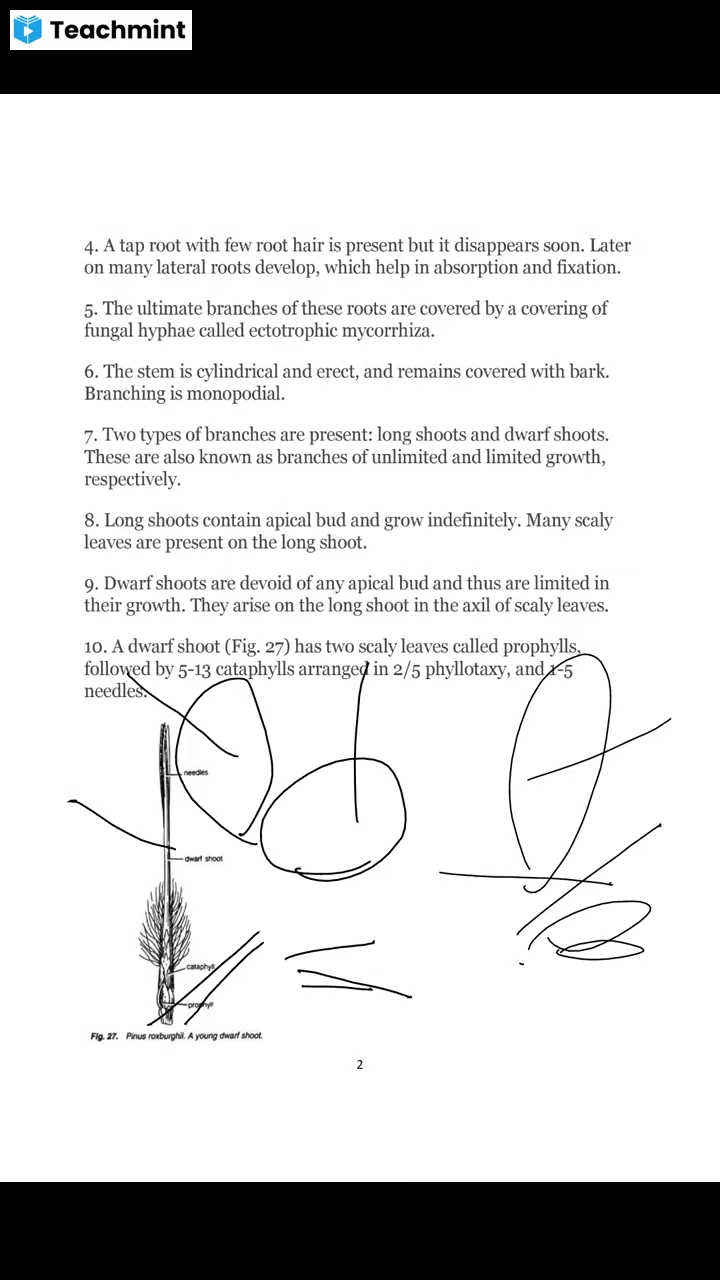 Teachmint
4. A tap root with few root hair is present but it disappears soon. Later
on many lateral roots develop, which help in absorption and fixation.
5. The ultimate branches of these roots are covered by a covering of
fungal hyphae called ectotrophic mycorrhiza.
6. The stem is cylindrical and erect, and remains covered with bark.
Branching is monopodial.
7. Two types of branches are present: long shoots and dwarf shoots.
These are also known as branches of unlimited and limited growth,
respectively.
8. Long shoots contain apical bud and grow indefinitely. Many scaly
leaves are present on the long shoot.
9. Dwarf shoots are devoid of any apical bud and thus are limited in
their growth. They arise on the long shoot in the axil of scaly leaves.
10. A dwarf shoot (Fig. 27) has two scaly leaves called prophylls,
followed by 5-13 cataphylls arranged in 2/5 phyllotaxy, and 1-5
needles.
needles
dwarf shoot
cataphyll
prophyll
Fig. 27. Pinus roxburghii. A young dwarf shoot.
2